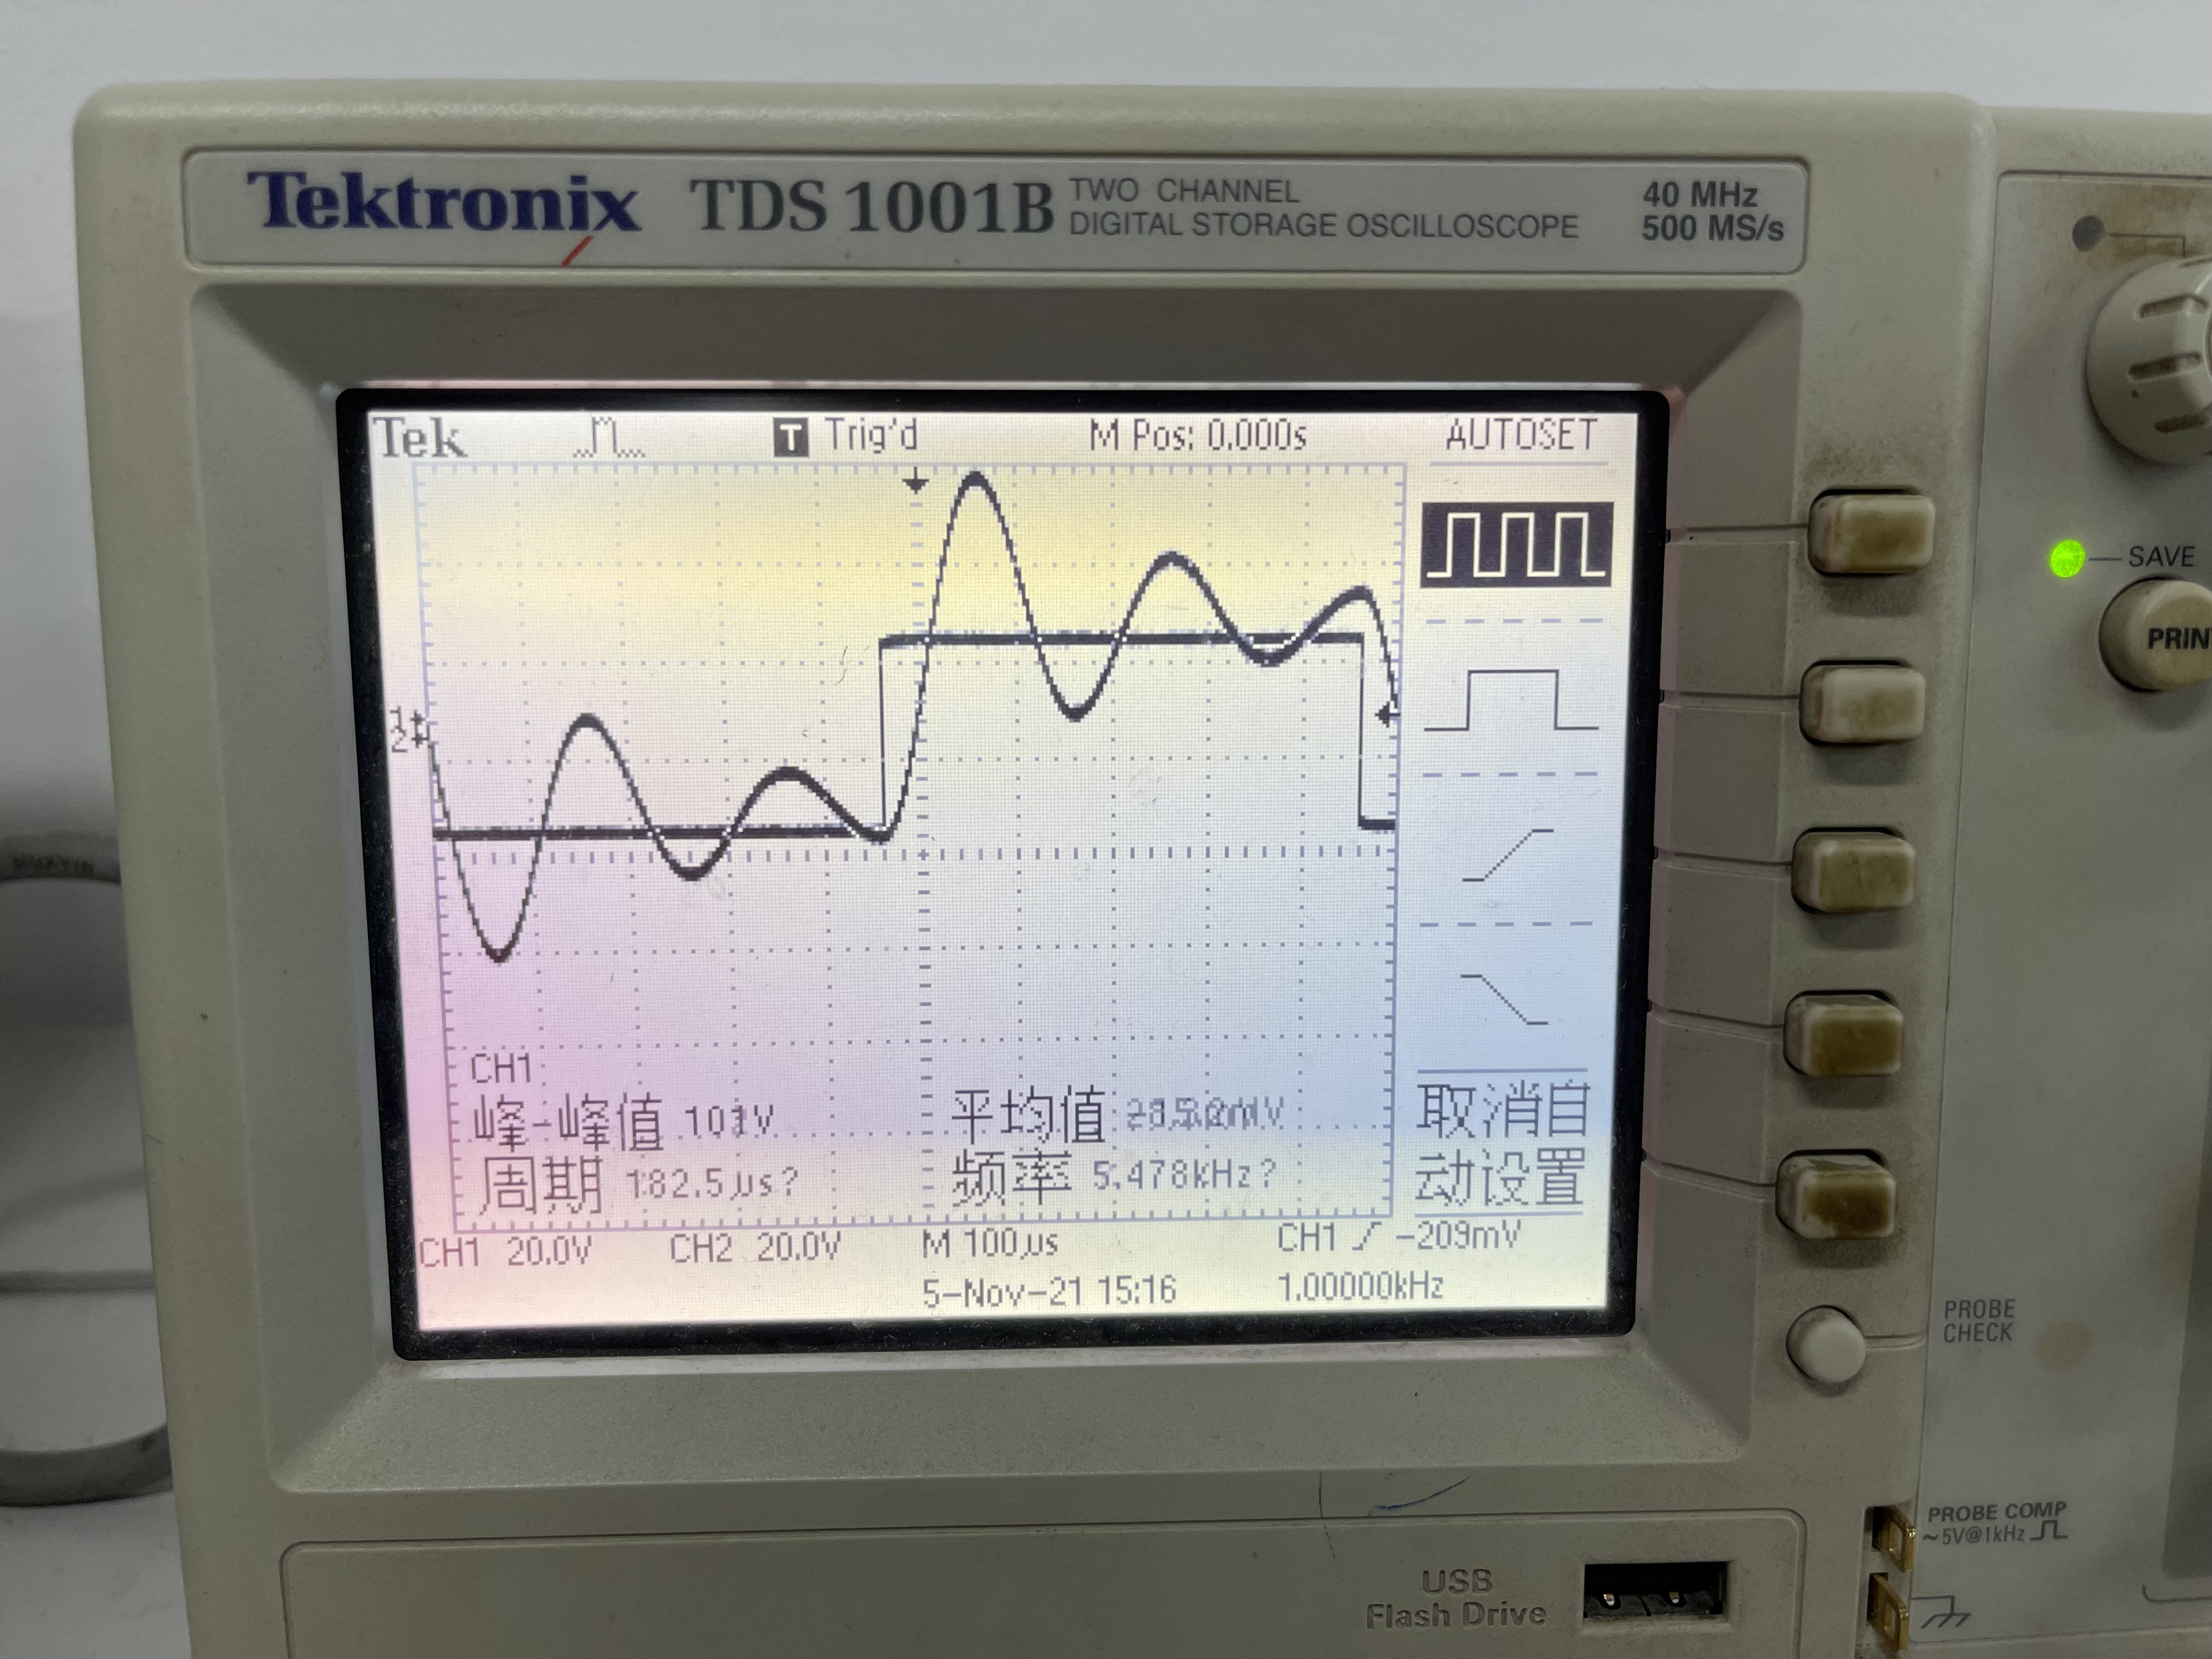 Tektronix TDS 1001B TWO CHANNEL DIGITAL STORAGE OSCILLOSCOPE 40 MHz 500 MS/s
Tek T Trig'd M Pos: 0.000s AUTOSET
SAVE
PRIN
1
2
CH1
峰-峰值 平均值
周期 182.5µs? 频率 5.478kHz?
取消自
动设置
CH1 20.0V CH2 20.0V M 100µs CH1 -209mV
5-Nov-21 15:16 1.00000kHz
PROBE
CHECK
PROBE COMP
~5V@1kHz
USB
Flash Drive